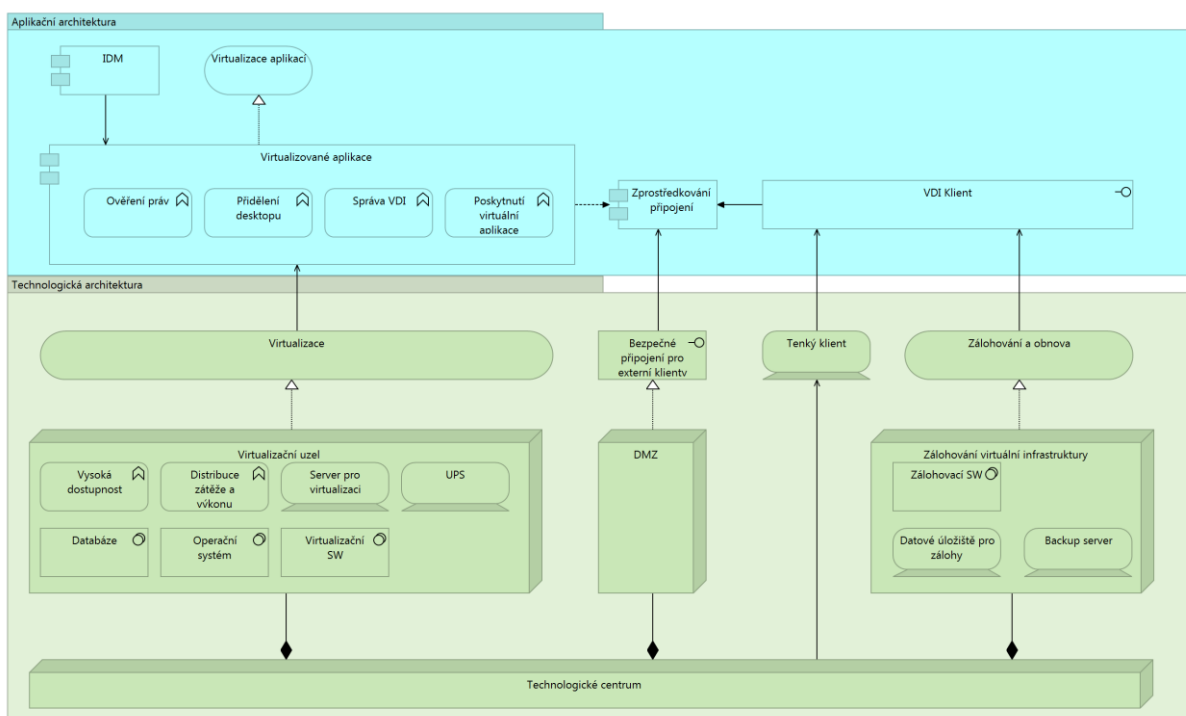 Aplikační architektura
IDM
Virtualizace aplikací
Virtualizované aplikace
Ověření práv
Přidělení
desktopu
Správa VDI
Poskytnutí
virtuální
aplikace
Zprostředkování
připojení
VDI Klient
Technologická architektura
Virtualizace
Bezpečné
připojení pro
externí klienty
Tenký klient
Zálohování a obnova
Virtualizační uzel
Vysoká
dostupnost
Distribuce
zátěže a
výkonu
Server pro
virtualizaci
UPS
Databáze
Operační
systém
Virtualizační
SW
DMZ
Zálohování virtuální infrastruktury
Zálohovací SW
Datové úložiště pro
zálohy
Backup server
Technologické centrum